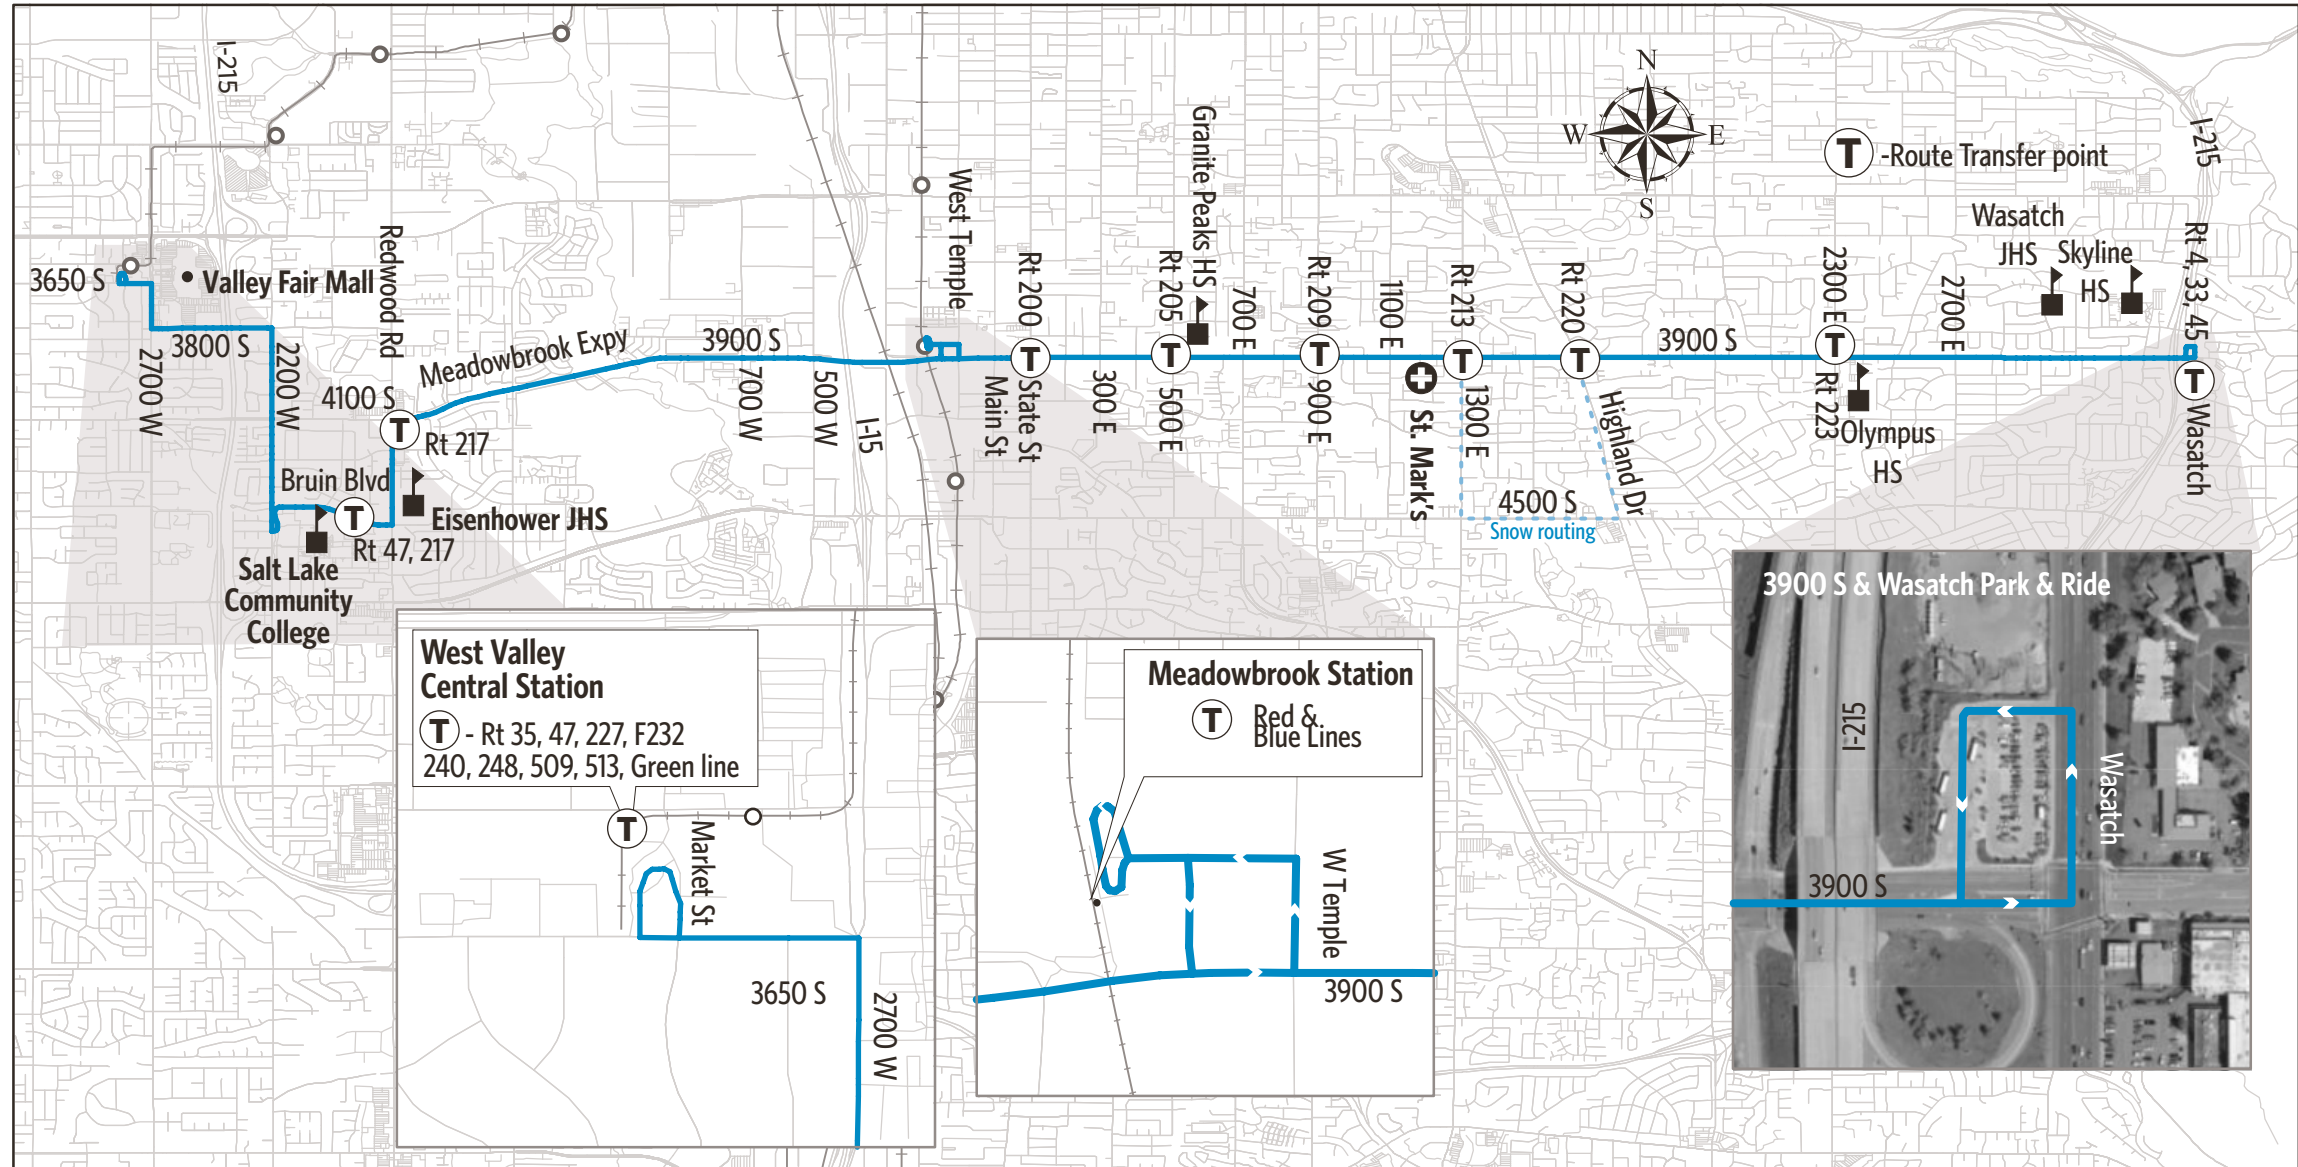 I-215
N
W
E
S
T
-Route Transfer point
I-215
Granite Peaks HS
West Temple
Wasatch
JHS
Skyline
HS
Rt 4, 33, 45
3650 S
Valley Fair Mall
Redwood Rd
3800 S
2700 W
2200 W
4100 S
Meadowbrook Expy
3900 S
700 W
500 W
I-15
T
Rt 217
Bruin Blvd
T
Rt 47, 217
Eisenhower JHS
Salt Lake
Community
College
Rt 200
T
State St
Main St
300 E
Rt 205
T
500 E
700 E
Rt 209
T
900 E
1100 E
St. Mark's
Rt 213
T
1300 E
Rt 220
T
Highland Dr
4500 S
Snow routing
3900 S
2300 E
T
Rt 223
Olympus
HS
2700 E
T
Wasatch
West Valley
Central Station
T - Rt 35, 47, 227, F232
240, 248, 509, 513, Green line
T
Market St
3650 S
2700 W
Meadowbrook Station
T
Red &
Blue Lines
W Temple
3900 S
3900 S & Wasatch Park & Ride
I-215
Wasatch
3900 S